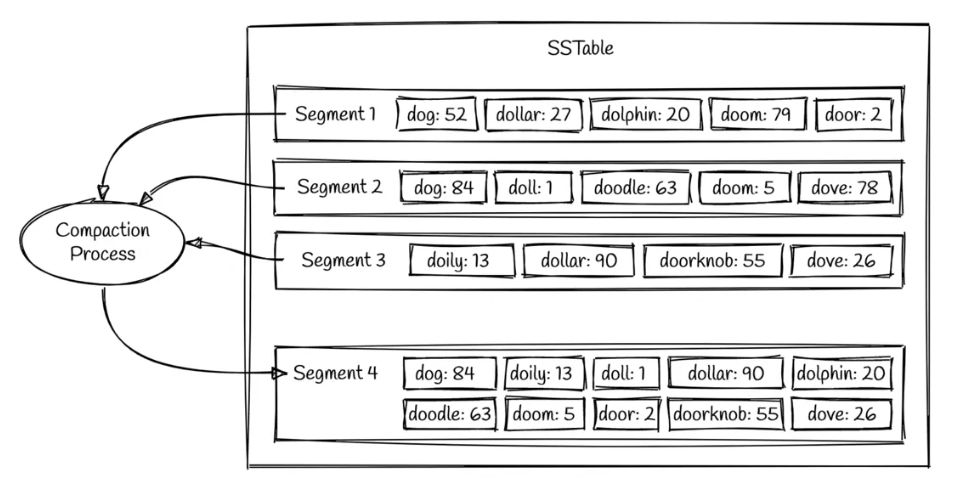 SSTable
Segment 1 dog: 52 dollar: 27 dolphin: 20 doom: 79 door: 2
Segment 2 dog: 84 doll: 1 doodle: 63 doom: 5 dove: 78
Compaction
Process
Segment 3 doily: 13 dollar: 90 doorknob: 55 dove: 26
Segment 4 dog: 84 doily: 13 doll: 1 dollar: 90 dolphin: 20
doodle: 63 doom: 5 door: 2 doorknob: 55 dove: 26